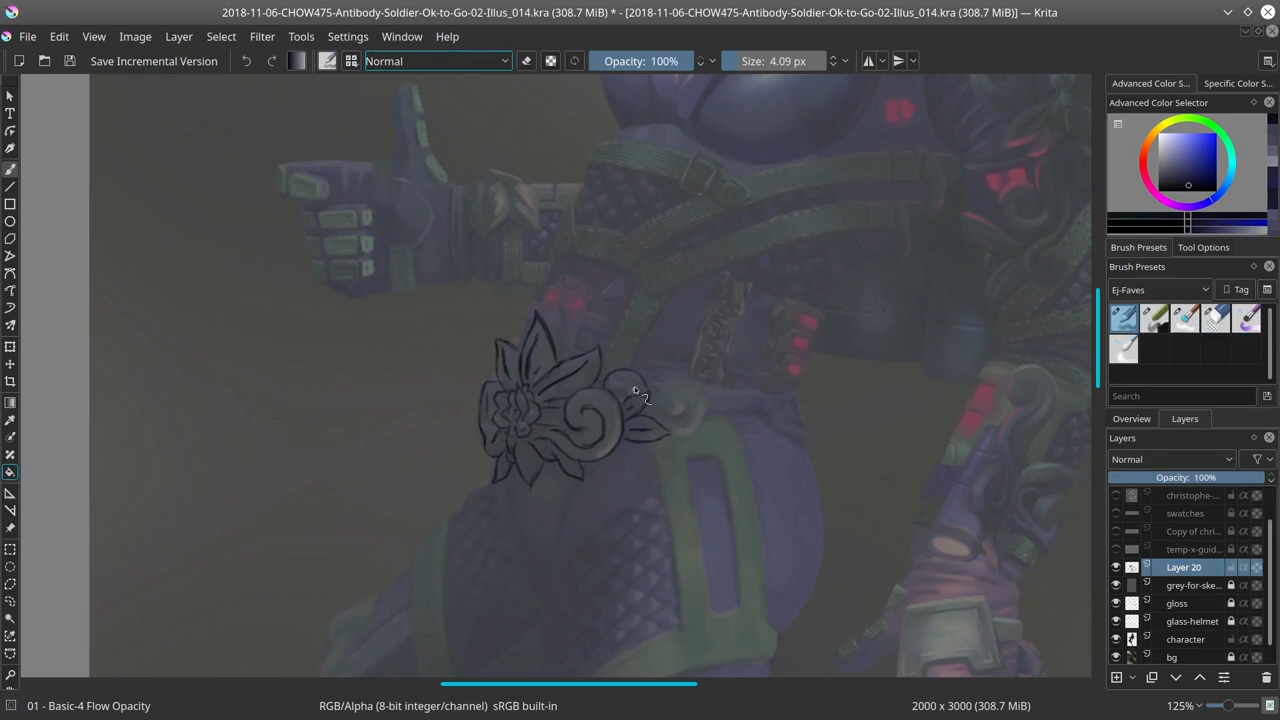 2018-11-06-CHOW475-Antibody-Soldier-Ok-to-Go-02-Illus_014.kra (308.7 MiB) * - [2018-11-06-CHOW475-Antibody-Soldier-Ok-to-Go-02-Illus_014.kra (308.7 MiB)] — Krita
File Edit View Image Layer Select Filter Tools Settings Window Help
Save Incremental Version Normal Opacity: 100% Size: 4.09 px
Advanced Color S... Specific Color S...
Advanced Color Selector
Brush Presets Tool Options
Brush Presets
Ej-Faves Tag
Search
Overview Layers
Layers
Normal
Opacity: 100%
christophe-...
swatches
Copy of chri...
temp-x-guid...
Layer 20
grey-for-ske...
gloss
glass-helmet
character
bg
01 - Basic-4 Flow Opacity RGB/Alpha (8-bit integer/channel) sRGB built-in 2000 x 3000 (308.7 MiB) 125%